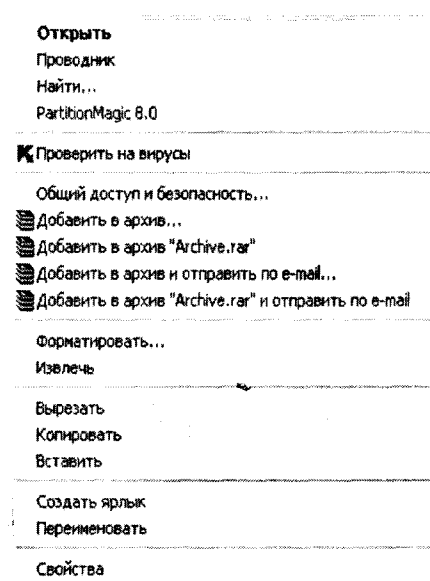 Открыть
Проводник
Найти...
PartitionMagic 8.0
Проверить на вирусы
Общий доступ и безопасность...
Добавить в архив...
Добавить в архив "Archive.rar"
Добавить в архив и отправить по e-mail...
Добавить в архив "Archive.rar" и отправить по e-mail
Форматировать...
Извлечь
Вырезать
Копировать
Вставить
Создать ярлык
Переименовать
Свойства